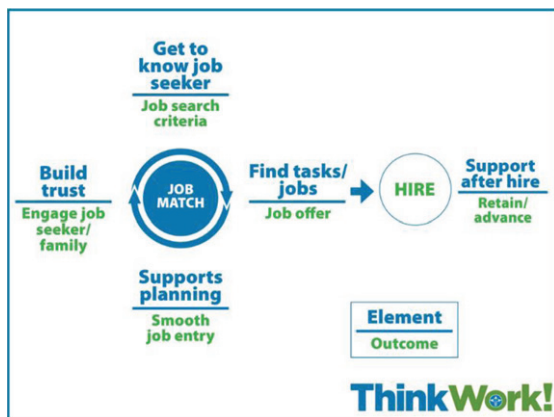 Get to
know job
seeker
Job search
criteria
Build
trust
Engage job
seeker/
family
JOB
MATCH
Find tasks/
jobs
Job offer
HIRE
Support
after hire
Retain/
advance
Supports
planning
Smooth
job entry
Element
Outcome
ThinkWork!